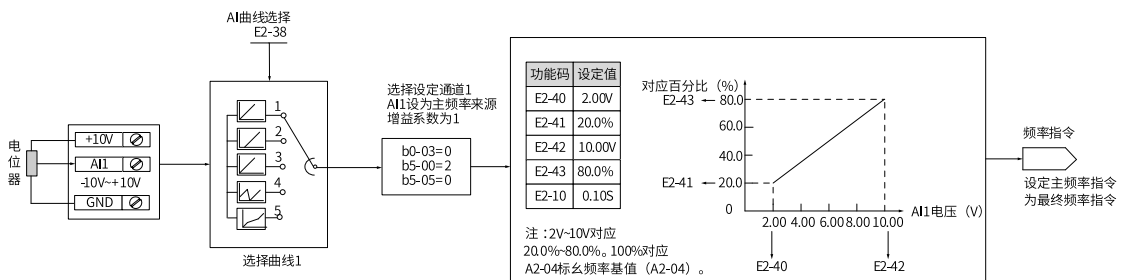 AI曲线选择
E2-38
电位器
+10V
AI1
-10V~+10V
GND
1
2
3
4
5
选择曲线1
选择设定通道1
AI1设为主频率来源
增益系数为1
b0-03=0
b5-00=2
b5-05=0
功能码 设定值
E2-40 2.00V
E2-41 20.0%
E2-42 10.00V
E2-43 80.0%
E2-10 0.10S
注：2V~10V对应
20.0%~80.0%。100%对应
A2-04标幺频率基值（A2-04）。
对应百分比（%）
E2-43 80.0
60.0
40.0
E2-41 20.0
0
2.00 4.00 6.00 8.00 10.00
AI1电压（V）
E2-40 E2-42
频率指令
设定主频率指令
为最终频率指令